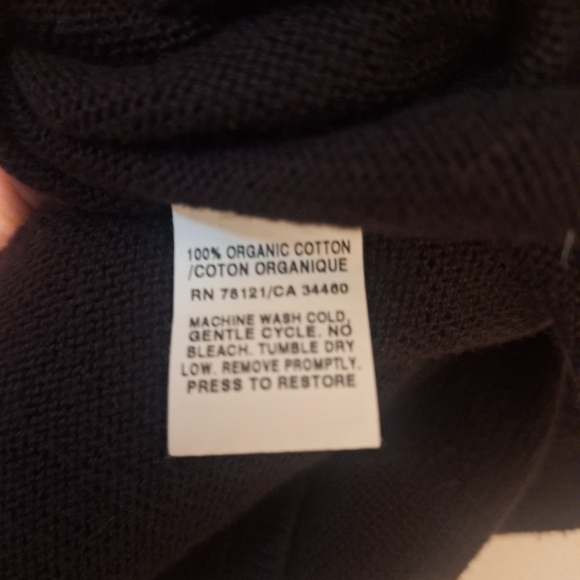 100% ORGANIC COTTON
/COTON ORGANIQUE
RN 78121/CA 34460
MACHINE WASH COLD,
GENTLE CYCLE. NO
BLEACH. TUMBLE DRY
LOW. REMOVE PROMPTLY.
PRESS TO RESTORE